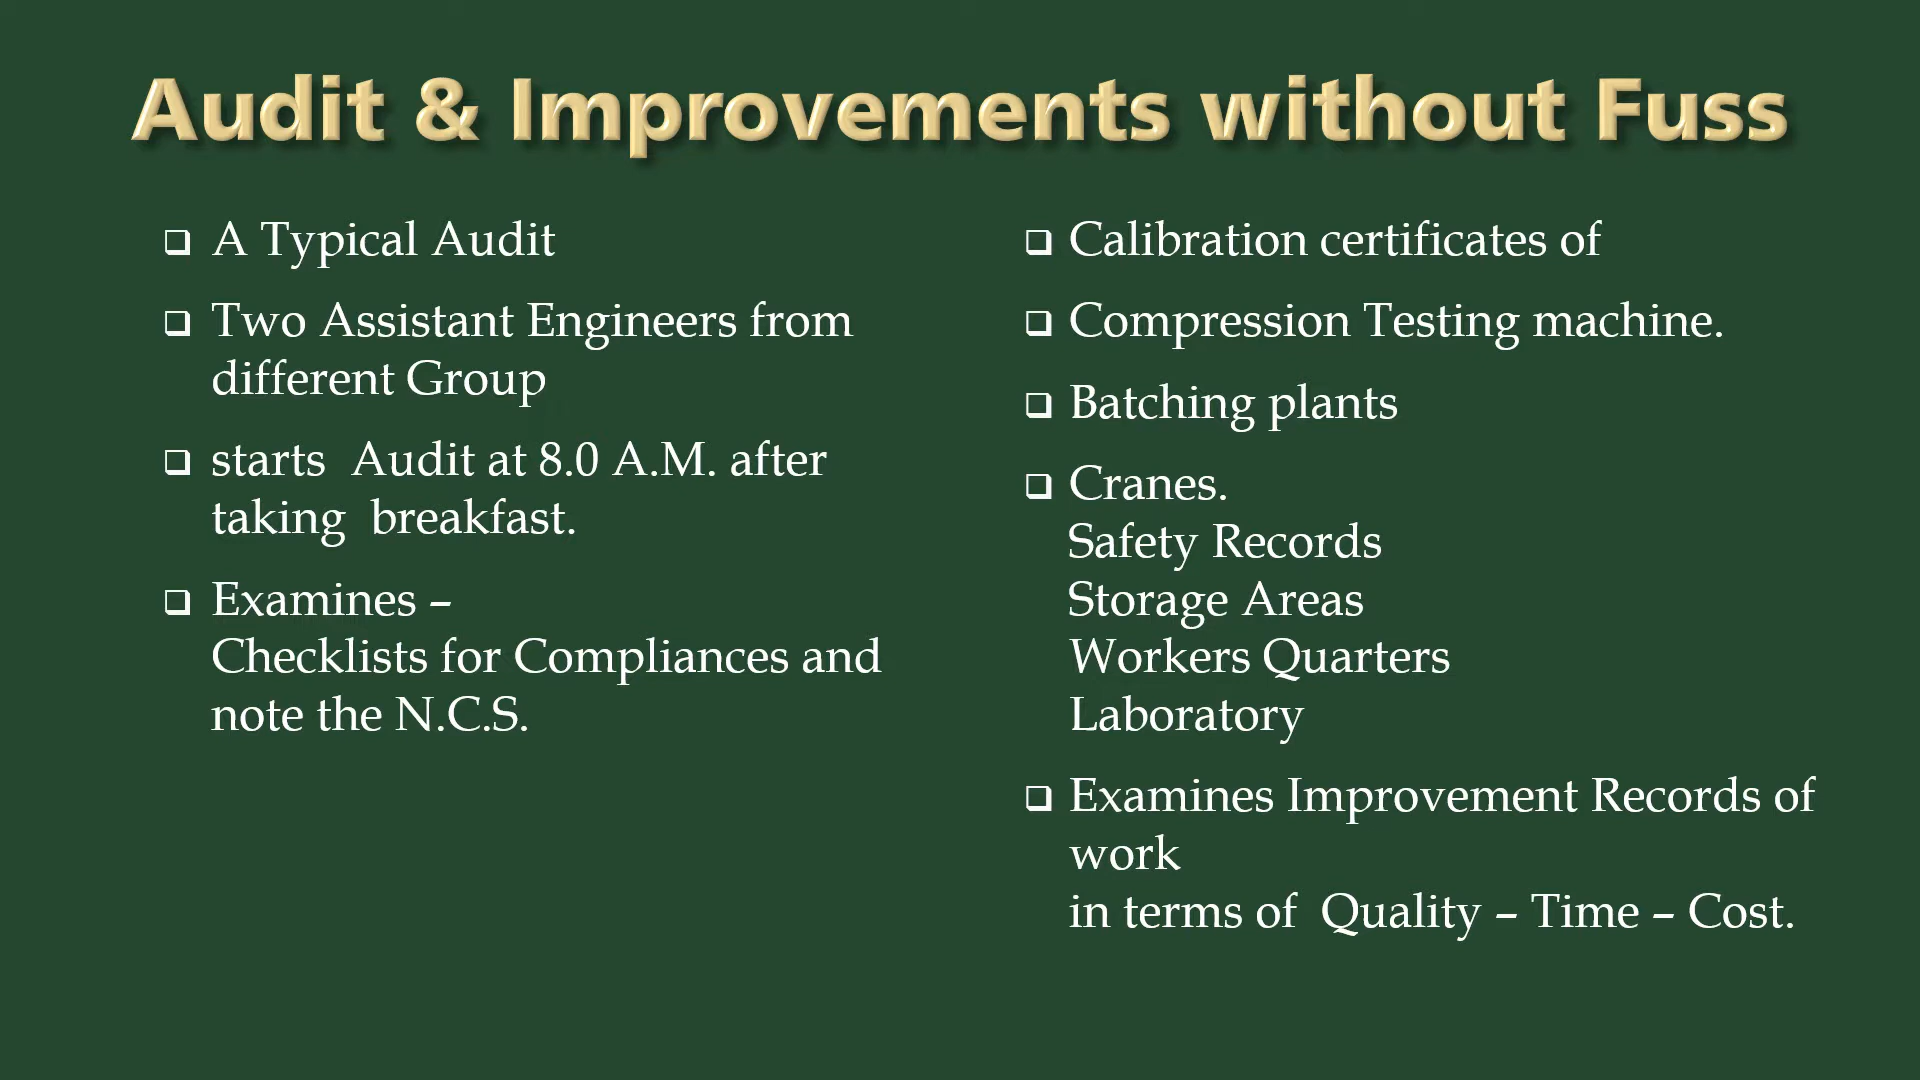 Audit & Improvements without Fuss
❑ A Typical Audit
❑ Two Assistant Engineers from
different Group
❑ starts  Audit at 8.0 A.M. after
taking  breakfast.
❑ Examines –
Checklists for Compliances and
note the N.C.S.
❑ Calibration certificates of
❑ Compression Testing machine.
❑ Batching plants
❑ Cranes.
Safety Records
Storage Areas
Workers Quarters
Laboratory
❑ Examines Improvement Records of
work
in terms of  Quality – Time – Cost.